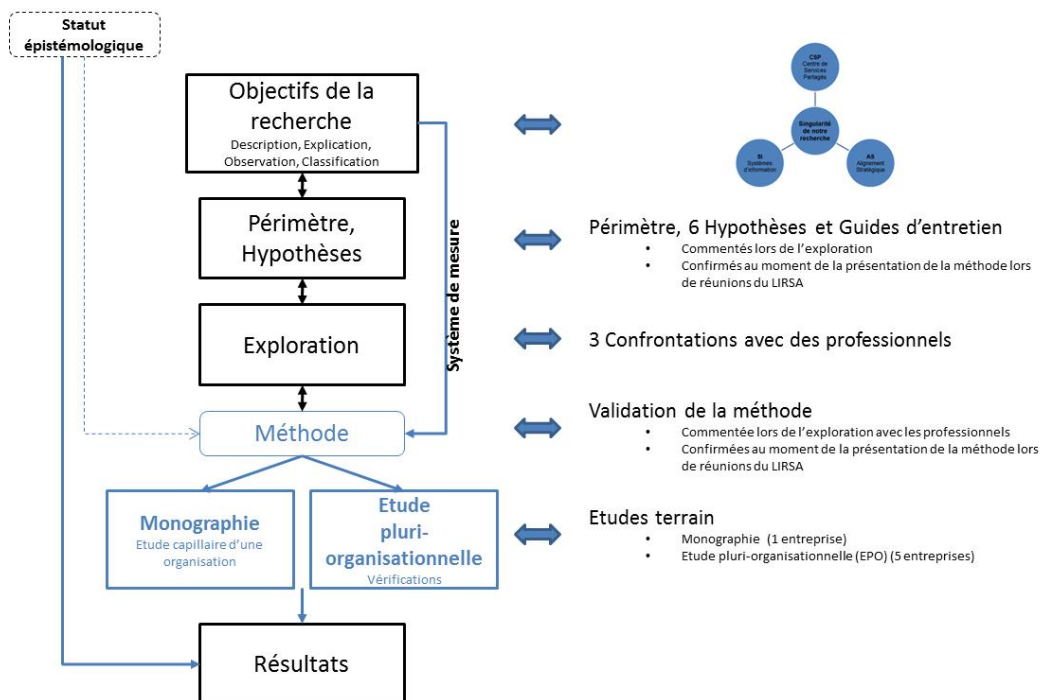 Statut
épistémologique
Objectifs de la
recherche
Description, Explication,
Observation, Classification
CSP
Centre de
Services
Partagés
Singularité
de notre
recherche
SI
Systèmes
d'information
AS
Alignement
Stratégique
Système de mesure
Périmètre,
Hypothèses
Périmètre, 6 Hypothèses et Guides d'entretien
• Commentés lors de l'exploration
• Confirmés au moment de la présentation de la méthode lors
de réunions du LIRSA
Exploration
3 Confrontations avec des professionnels
Méthode
Validation de la méthode
• Commentée lors de l'exploration avec les professionnels
• Confirmées au moment de la présentation de la méthode lors
de réunions du LIRSA
Monographie
Etude capillaire d'une
organisation
Etude
pluri-
organisationnelle
Vérifications
Etudes terrain
• Monographie (1 entreprise)
• Etude pluri-organisationnelle (EPO) (5 entreprises)
Résultats